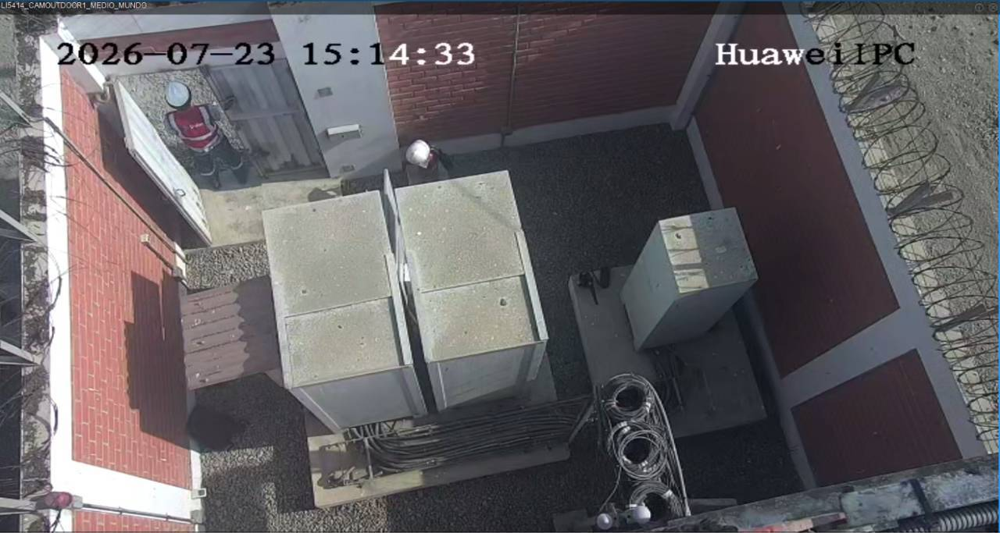 LI5414_CAMOUTDOOR1_MEDIO_MUNDO
2026-07-23 15:14:33
HuaweiIPC